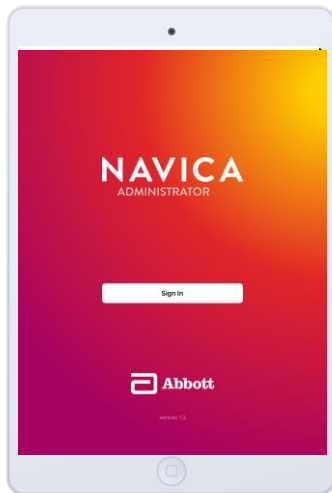 NAVICA
ADMINISTRATOR
Sign In
Abbott
Version 1.3